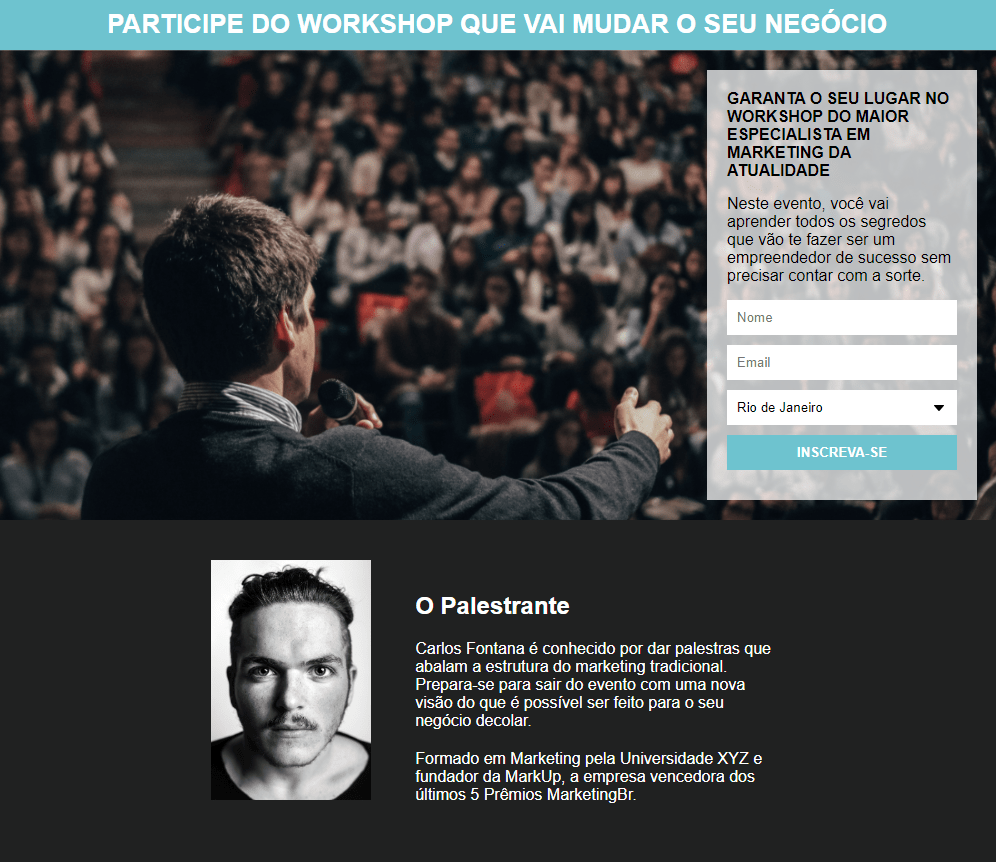 PARTICIPE DO WORKSHOP QUE VAI MUDAR O SEU NEGÓCIO
GARANTA O SEU LUGAR NO
WORKSHOP DO MAIOR
ESPECIALISTA EM
MARKETING DA
ATUALIDADE
Neste evento, você vai
aprender todos os segredos
que vão te fazer ser um
empreendedor de sucesso sem
precisar contar com a sorte.
Nome
Email
Rio de Janeiro
INSCREVA-SE
O Palestrante
Carlos Fontana é conhecido por dar palestras que
abalam a estrutura do marketing tradicional.
Prepara-se para sair do evento com uma nova
visão do que é possível ser feito para o seu
negócio decolar.
Formado em Marketing pela Universidade XYZ e
fundador da MarkUp, a empresa vencedora dos
últimos 5 Prêmios MarketingBr.